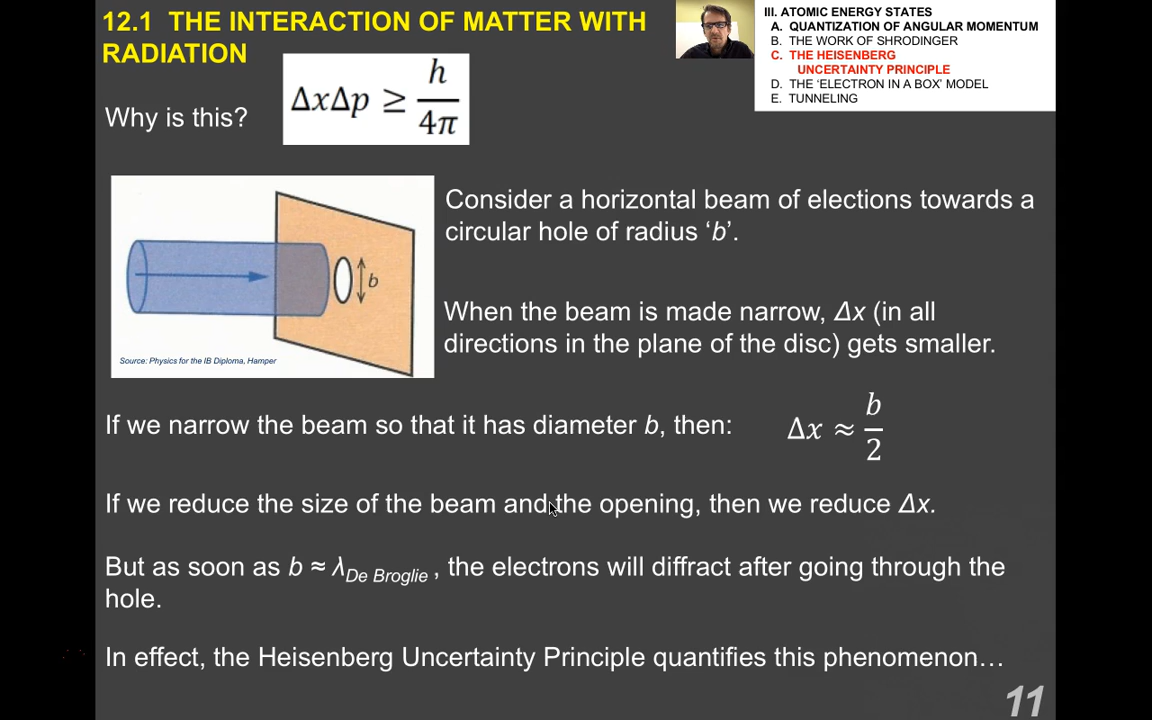 12.1 THE INTERACTION OF MATTER WITH
RADIATION
III. ATOMIC ENERGY STATES
A. QUANTIZATION OF ANGULAR MOMENTUM
B. THE WORK OF SHRODINGER
C. THE HEISENBERG
UNCERTAINTY PRINCIPLE
D. THE ‘ELECTRON IN A BOX’ MODEL
E. TUNNELING
Why is this?
ΔxΔp ≥ h/4π
b
Source: Physics for the IB Diploma, Hamper
Consider a horizontal beam of elections towards a
circular hole of radius ‘b’.
When the beam is made narrow, Δx (in all
directions in the plane of the disc) gets smaller.
If we narrow the beam so that it has diameter b, then: Δx ≈ b/2
If we reduce the size of the beam and the opening, then we reduce Δx.
But as soon as b ≈ λDe Broglie , the electrons will diffract after going through the
hole.
In effect, the Heisenberg Uncertainty Principle quantifies this phenomenon…
11